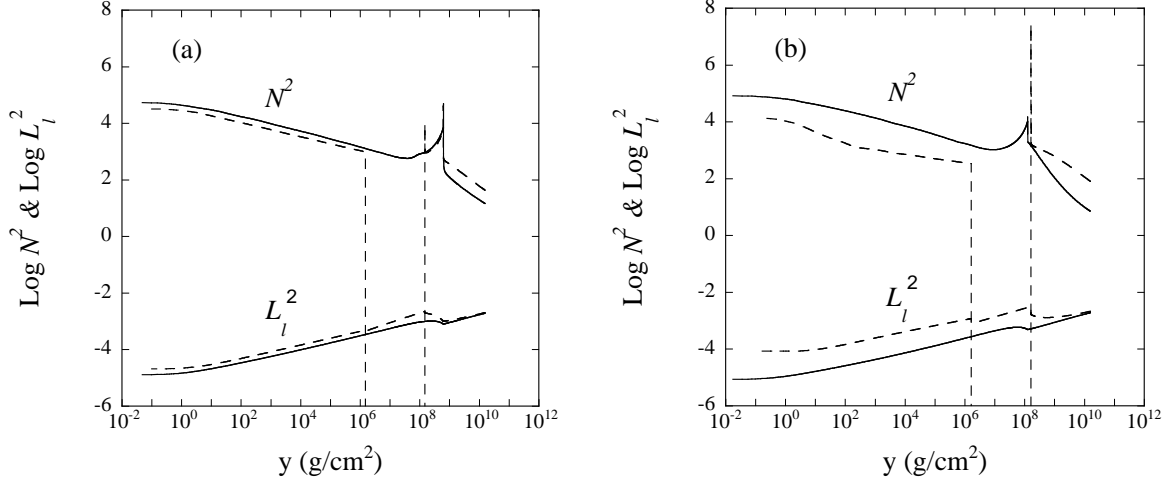 (a)
N²
L_l²
Log N² & Log L_l²
8
6
4
2
0
-2
-4
-6
10⁻² 10⁰ 10² 10⁴ 10⁶ 10⁸ 10¹⁰ 10¹²
y (g/cm²)
(b)
N²
L_l²
Log N² & Log L_l²
8
6
4
2
0
-2
-4
-6
10⁻² 10⁰ 10² 10⁴ 10⁶ 10⁸ 10¹⁰ 10¹²
y (g/cm²)